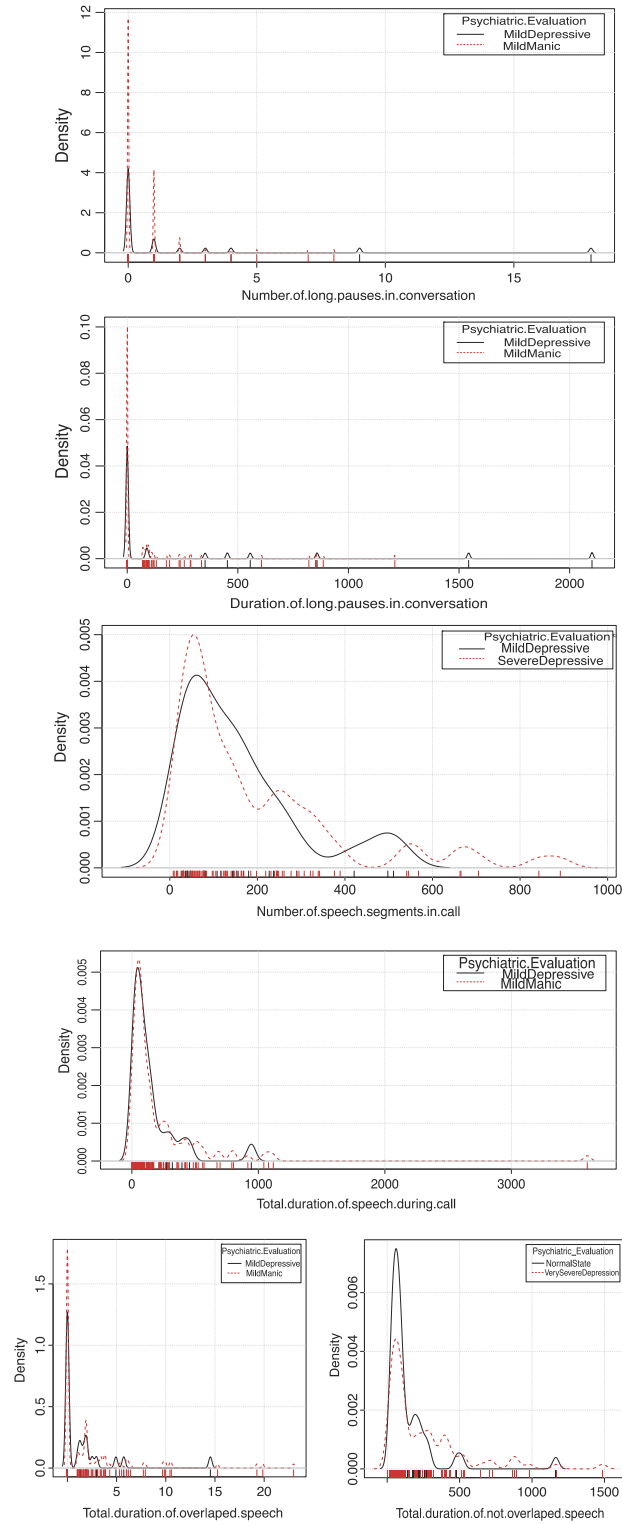 Psychiatric.Evaluation
MildDepressive
MildManic
Density
0 2 4 6 8 10 12
0 5 10 15
Number.of.long.pauses.in.conversation
Psychiatric.Evaluation
MildDepressive
MildManic
Density
0.00 0.02 0.04 0.06 0.08 0.10
0 500 1000 1500 2000
Duration.of.long.pauses.in.conversation
Psychiatric.Evaluation
MildDepressive
SevereDepressive
Density
0.000 0.001 0.002 0.003 0.004 0.005
0 200 400 600 800 1000
Number.of.speech.segments.in.call
Psychiatric.Evaluation
MildDepressive
MildManic
Density
0.000 0.001 0.002 0.003 0.004 0.005
0 1000 2000 3000
Total.duration.of.speech.during.call
Psychiatric.Evaluation
MildDepressive
MildManic
Density
0.0 0.5 1.0 1.5
0 5 10 15 20
Total.duration.of.overlaped.speech
Psychiatric_Evaluation
NormalState
VerySevereDepression
Density
0.000 0.002 0.004 0.006
0 500 1000 1500
Total.duration.of.not.overlaped.speech